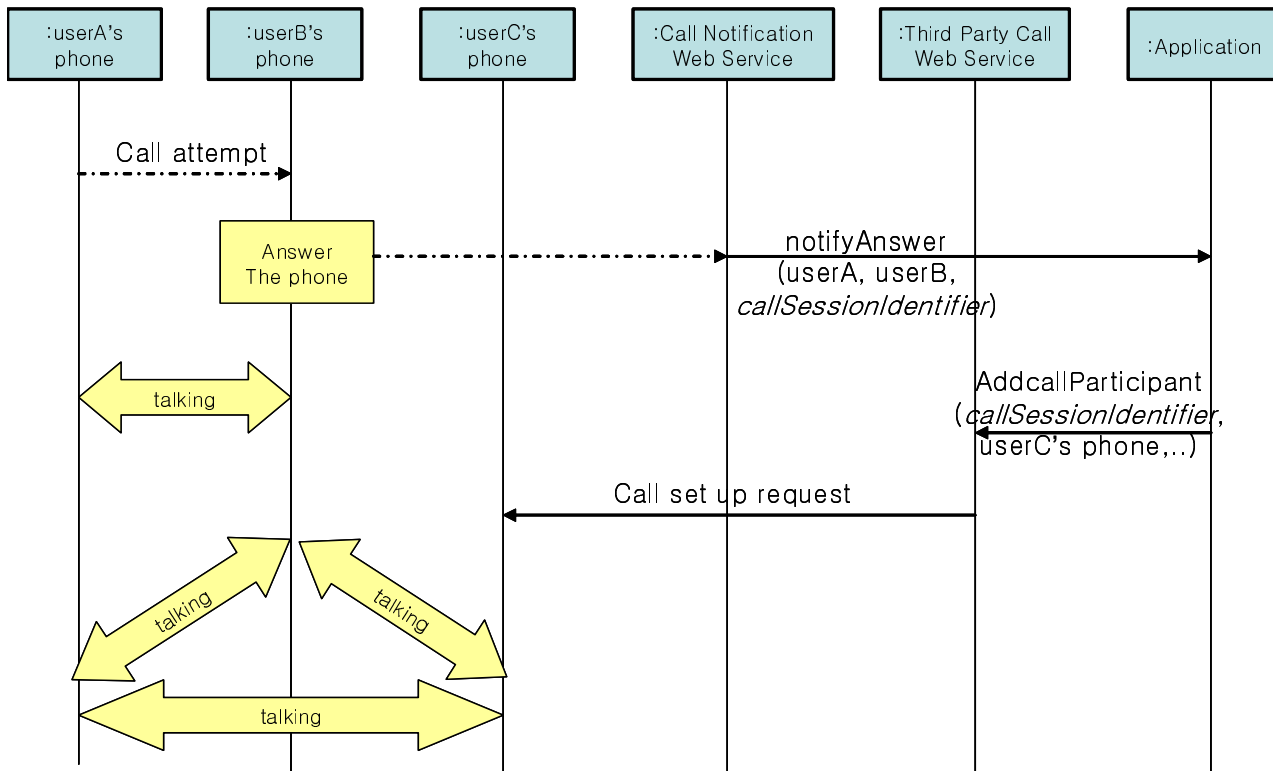 :userA's
phone
:userB's
phone
:userC's
phone
:Call Notification
Web Service
:Third Party Call
Web Service
:Application
Call attempt
Answer
The phone
notifyAnswer
(userA, userB,
callSessionIdentifier)
talking
AddcallParticipant
(callSessionIdentifier,
userC's phone,..)
Call set up request
talking
talking
talking